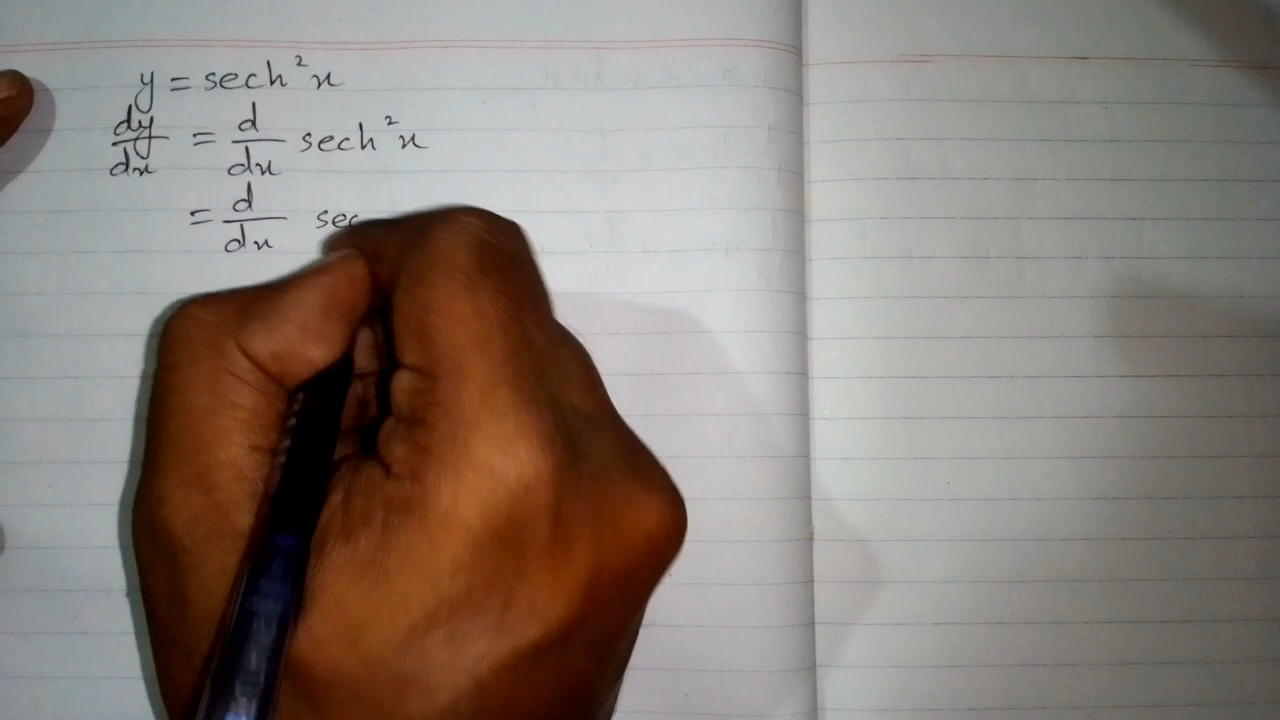 y = sech²x
dy/dx = d/dx sech²x
= d/dx sec